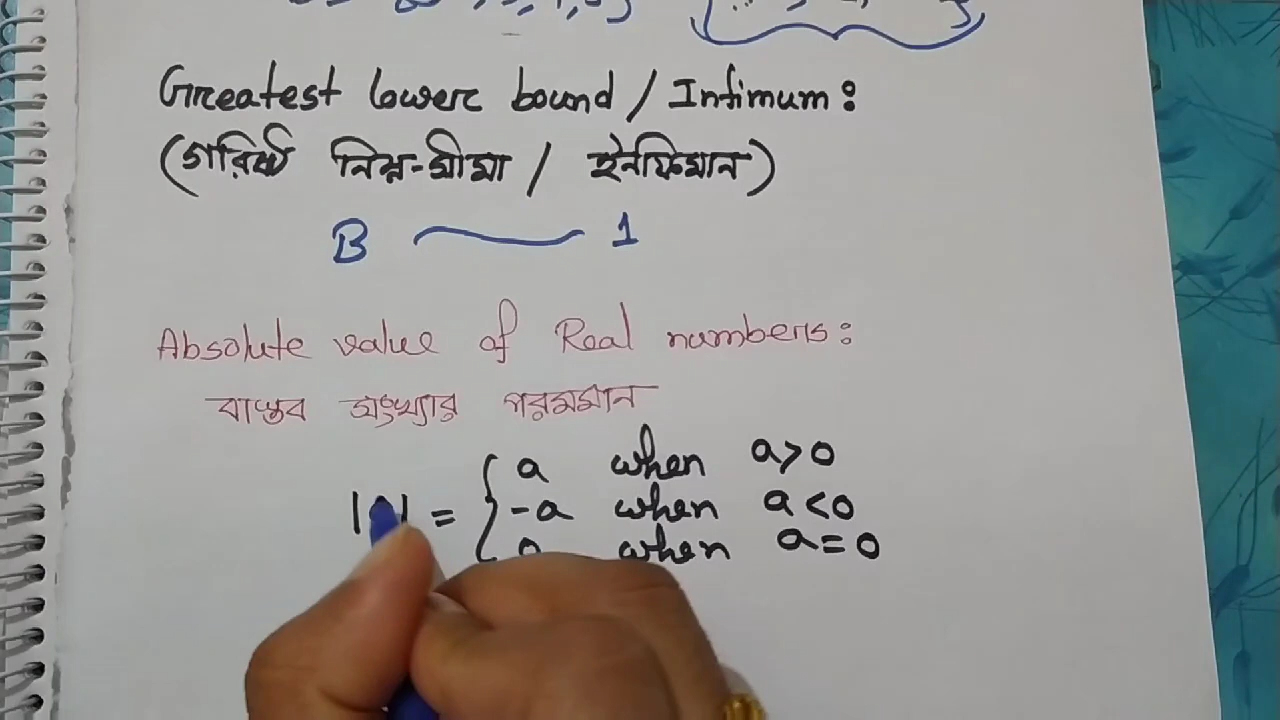 Greatest lower bound / Infimum:
(গরিষ্ঠ নিম্ন-সীমা / ইনফিমান)
B 1
Absolute value of Real numbers:
বাস্তব সংখ্যার পরমমান
|a| = { a when a>0
-a when a<0
0 when a=0